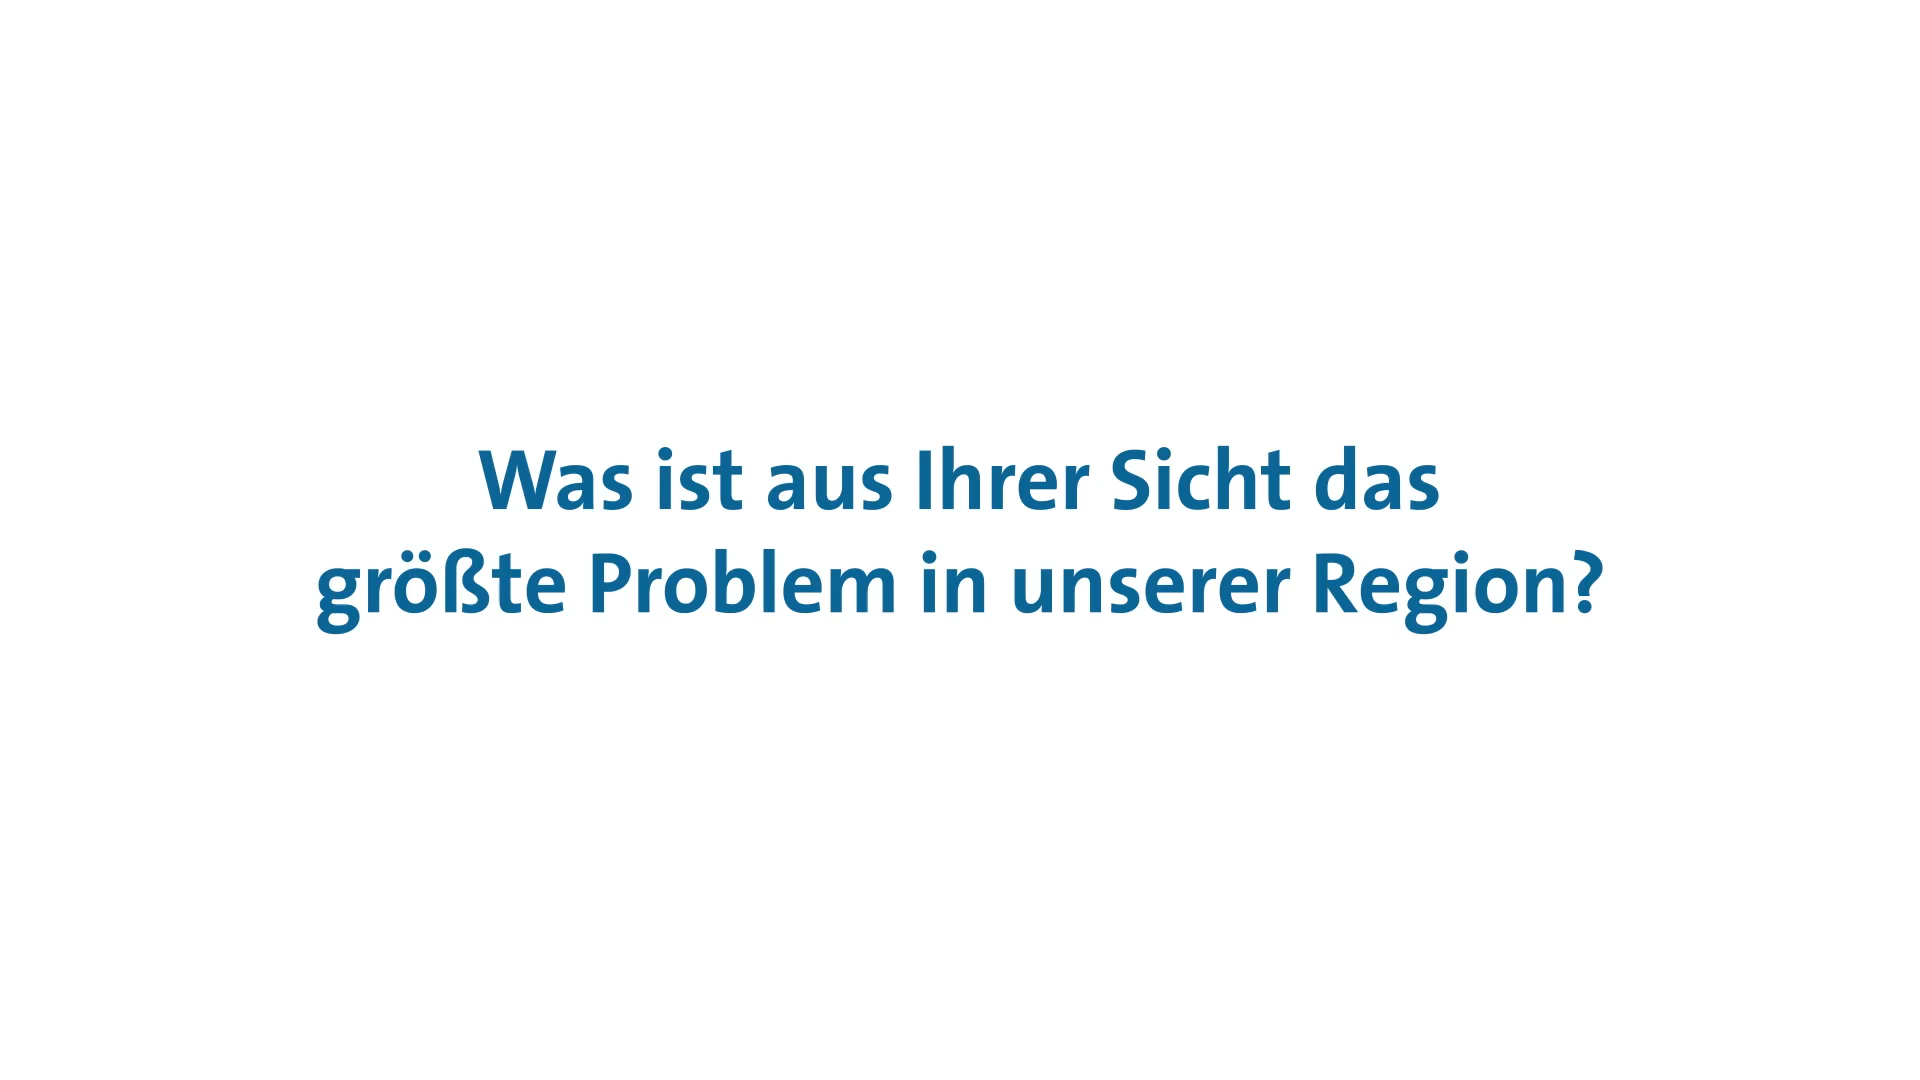 Was ist aus Ihrer Sicht das
größte Problem in unserer Region?